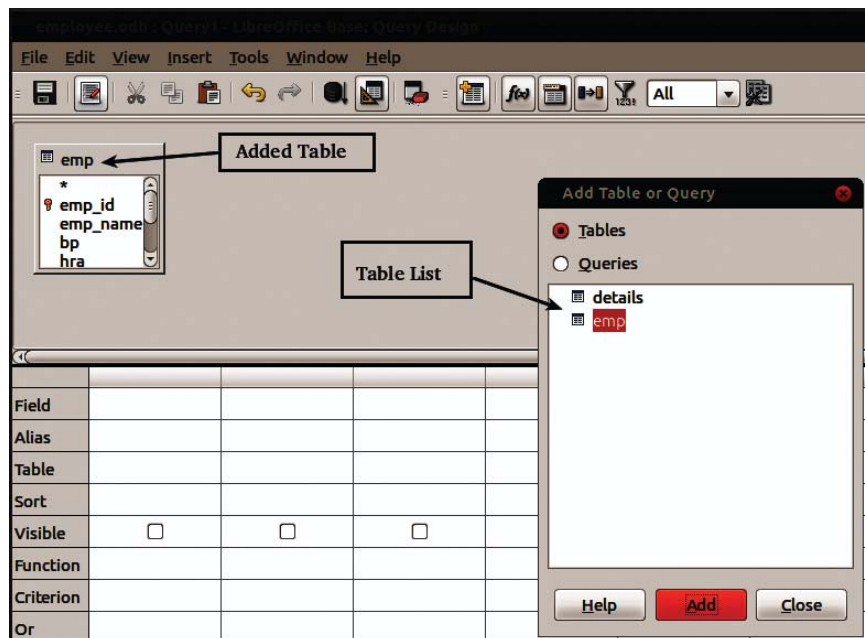 employee.odb : Query1 - LibreOffice Base: Query Design
File Edit View Insert Tools Window Help
All
emp
*
emp_id
emp_name
bp
hra
Added Table
Table List
Add Table or Query
Tables
Queries
details
emp
Help Add Close
Field
Alias
Table
Sort
Visible
Function
Criterion
Or